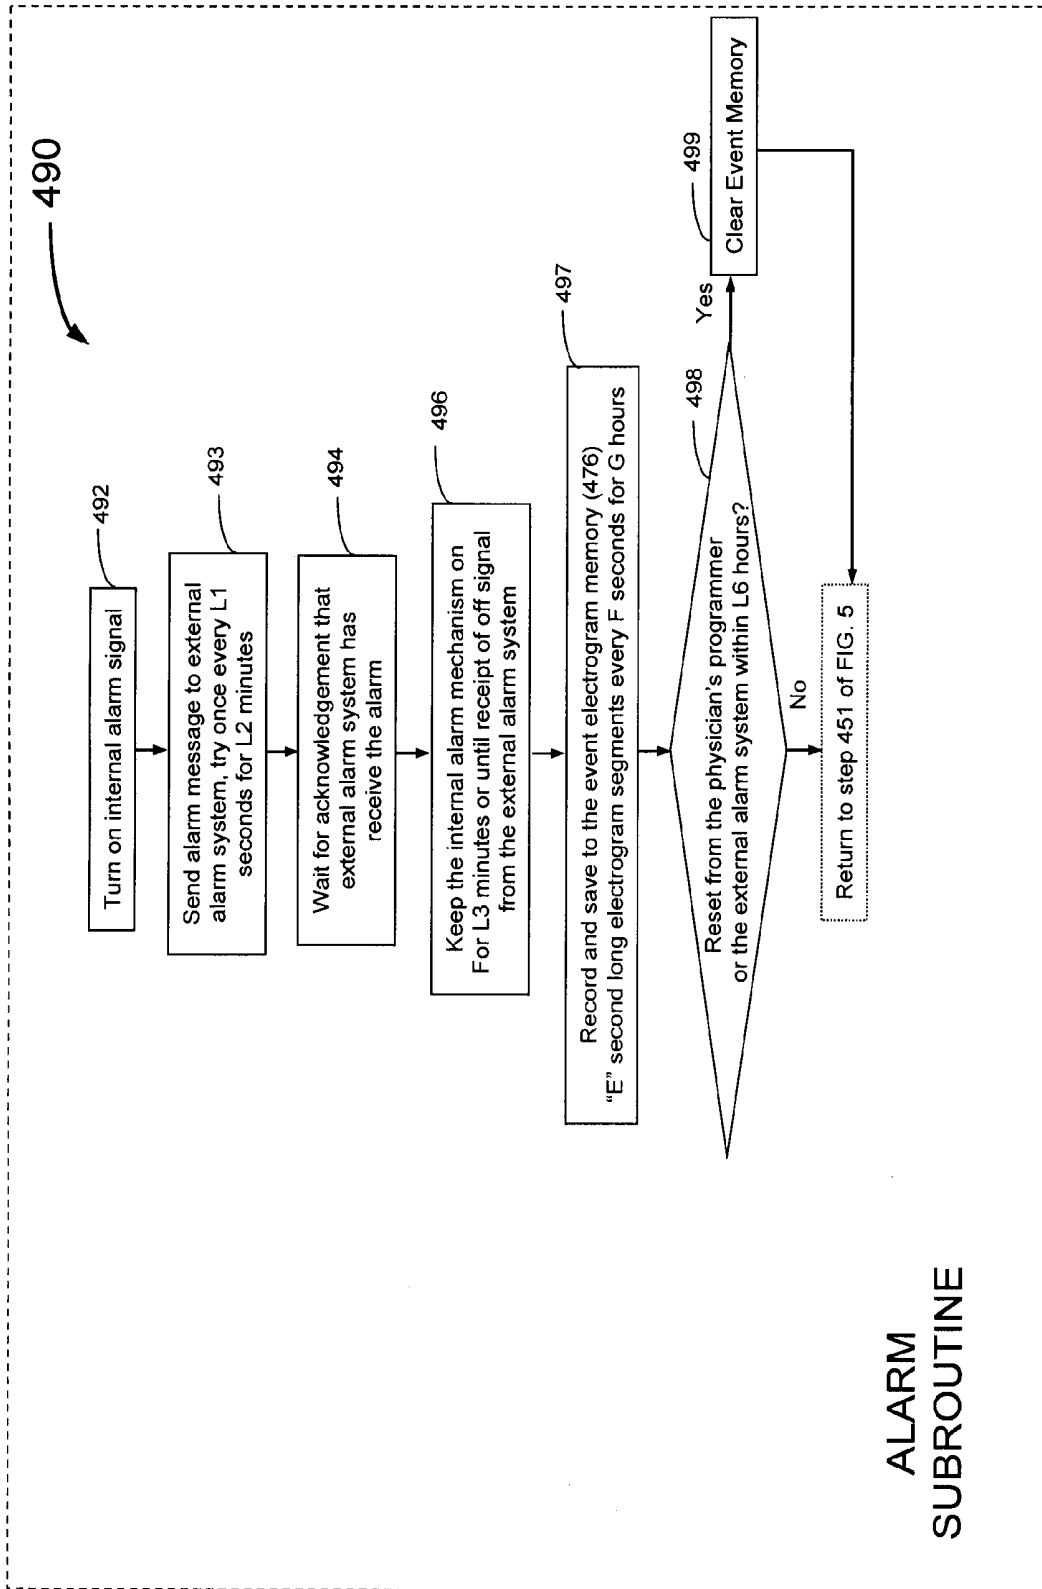 490
Turn on internal alarm signal
492
Send alarm message to external
alarm system, try once every L1
seconds for L2 minutes
493
Wait for acknowledgement that
external alarm system has
receive the alarm
494
Keep the internal alarm mechanism on
For L3 minutes or until receipt of off signal
from the external alarm system
496
Record and save to the event electrogram memory (476)
“E” second long electrogram segments every F seconds for G hours
497
Reset from the physician's programmer
or the external alarm system within L6 hours?
498
Yes
Clear Event Memory
499
No
Return to step 451 of FIG. 5
ALARM
SUBROUTINE